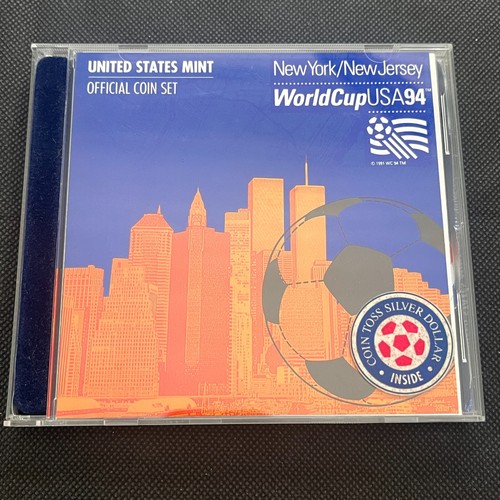 UNITED STATES MINT
OFFICIAL COIN SET
New York/New Jersey
WorldCupUSA94™
© 1991 WC 94 TM
COIN TOSS SILVER DOLLAR
• INSIDE •